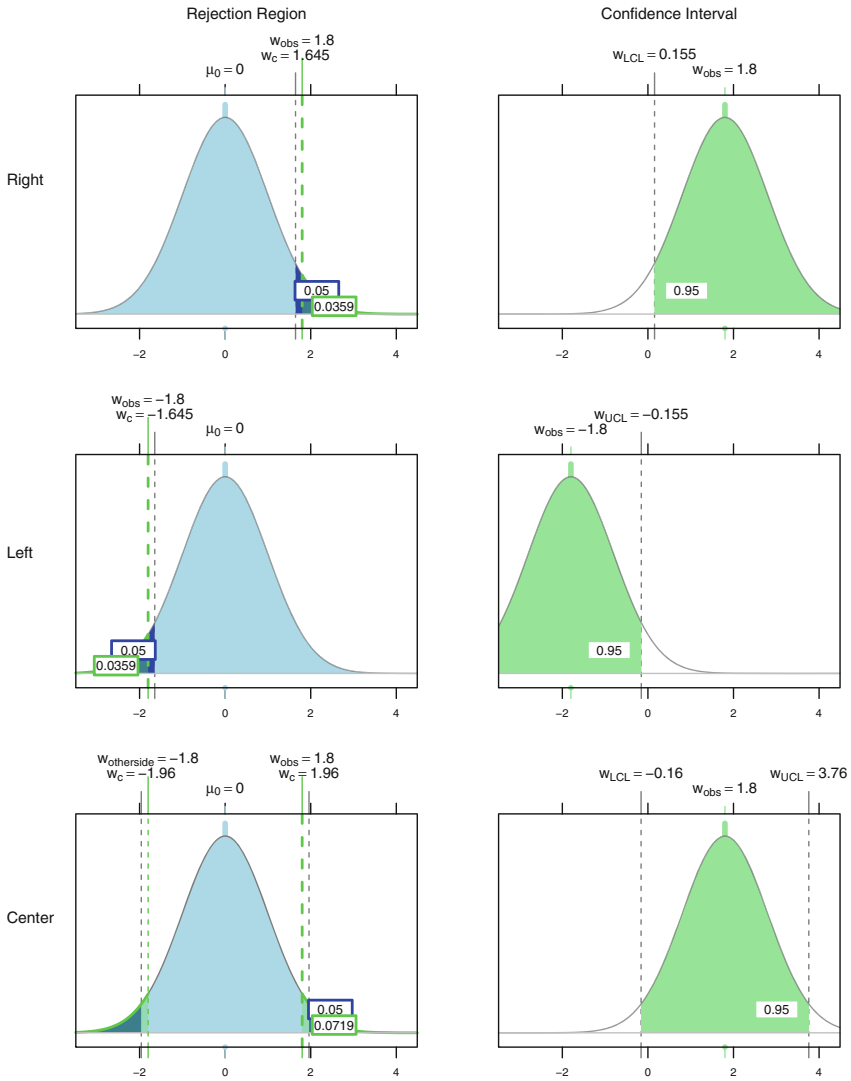 Rejection Region
Confidence Interval
Right
w_obs = 1.8
w_c = 1.645
μ_0 = 0
0.05
0.0359
−2 0 2 4
w_LCL = 0.155
w_obs = 1.8
0.95
−2 0 2 4
Left
w_obs = −1.8
w_c = −1.645
μ_0 = 0
0.05
0.0359
−2 0 2 4
w_UCL = −0.155
w_obs = −1.8
0.95
−2 0 2 4
Center
w_otherside = −1.8
w_c = −1.96
μ_0 = 0
w_obs = 1.8
w_c = 1.96
0.05
0.0719
−2 0 2 4
w_LCL = −0.16
w_UCL = 3.76
w_obs = 1.8
0.95
−2 0 2 4